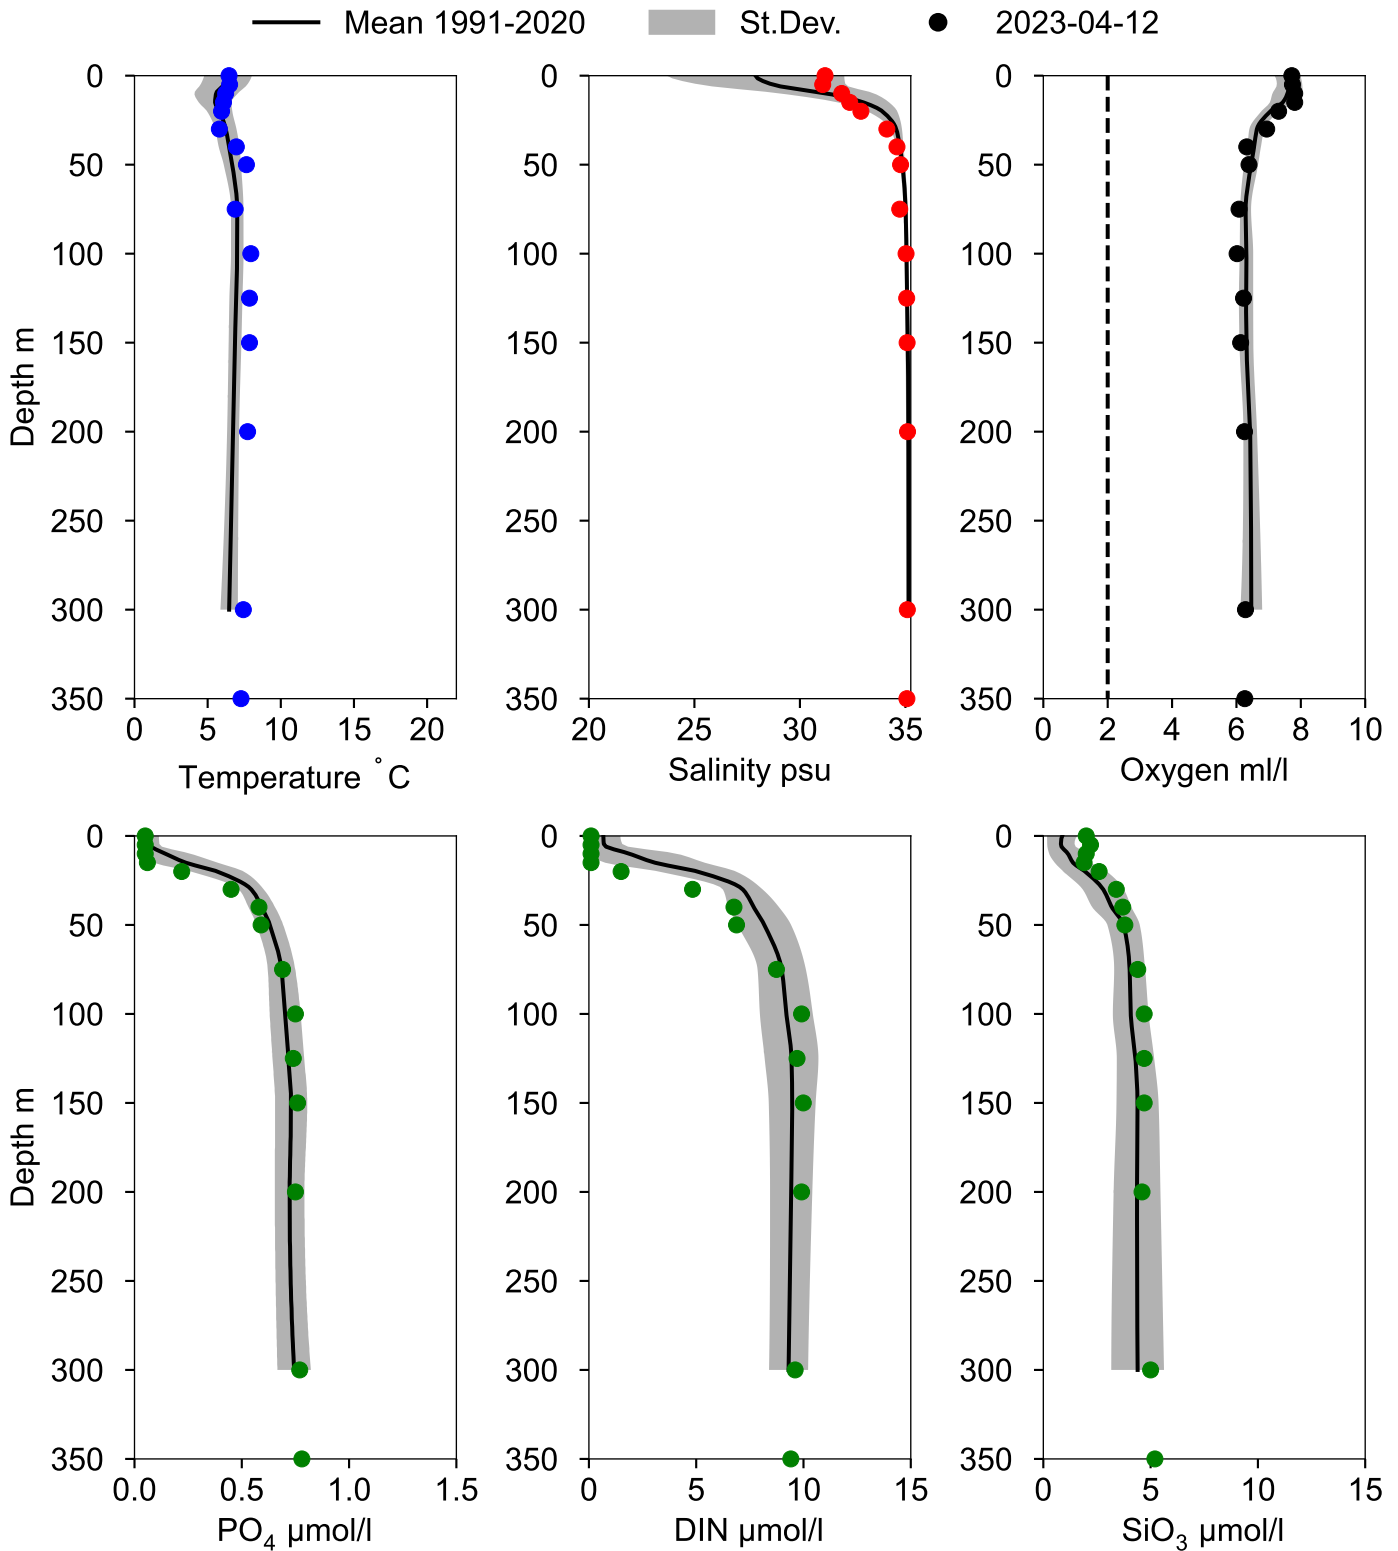 Mean 1991-2020 St.Dev. 2023-04-12
0 0 0
50 50 50
100 100 100
150 150 150
200 200 200
250 250 250
300 300 300
350 350 350
Depth m
0 5 10 15 20 20 25 30 35 0 2 4 6 8 10
Temperature °C Salinity psu Oxygen ml/l
0 0 0
50 50 50
100 100 100
150 150 150
200 200 200
250 250 250
300 300 300
350 350 350
Depth m
0.0 0.5 1.0 1.5 0 5 10 15 0 5 10 15
PO₄ µmol/l DIN µmol/l SiO₃ µmol/l